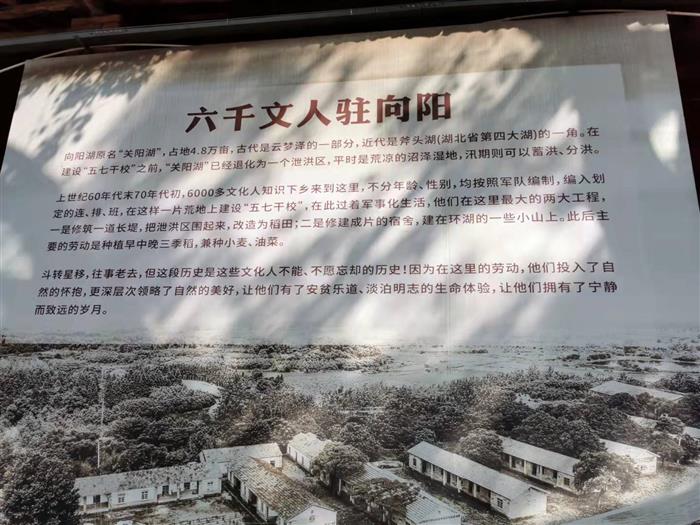 六千文人驻向阳
向阳湖原名“关阳湖”，占地4.8万亩，古代是云梦泽的一部分，近代是斧头湖(湖北省第四大湖)的一角。在
建设“五七干校”之前，“关阳湖”已经退化为一个泄洪区，平时是荒凉的沼泽湿地，汛期则可以蓄洪、分洪。
上世纪60年代末70年代初，6000多文化人知识下乡来到这里，不分年龄、性别，均按照军队编制，编入划
定的连、排、班，在这样一片荒地上建设“五七干校”，在此过着军事化生活，他们在这里最大的两大工程，
一是修筑一道长堤，把泄洪区围起来，改造为稻田；二是修建成片的宿舍，建在环湖的一些小山上。此后主
要的劳动是种植早中晚三季稻，兼种小麦、油菜。
斗转星移，往事老去，但这段历史是这些文化人不能、不愿忘却的历史！因为在这里的劳动，他们投入了自
然的怀抱，更深层次领略了自然的美好，让他们有了安贫乐道、淡泊明志的生命体验，让他们拥有了宁静
而致远的岁月。